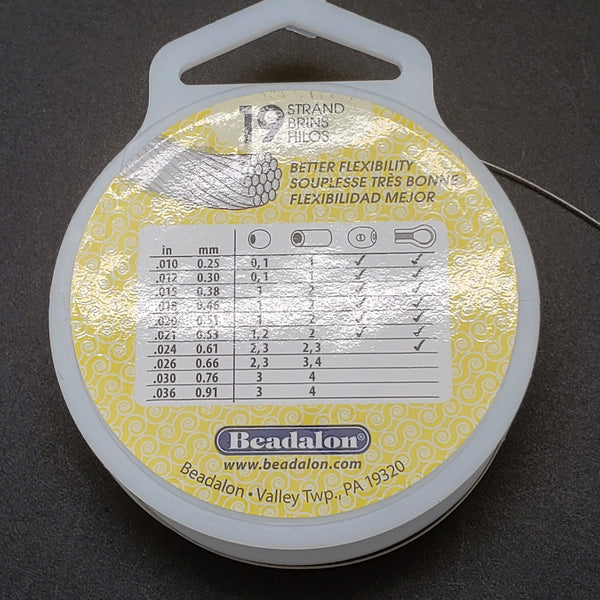 19 STRAND
BRINS
HILOS
BETTER FLEXIBILITY
SOUPLESSE TRÈS BONNE
FLEXIBILIDAD MEJOR
in mm
.010 0.25 0, 1 1 ✓ ✓
.012 0.30 0, 1 1 ✓ ✓
.015 0.38 1 2 ✓ ✓
.018 0.46 1 2 ✓ ✓
.020 0.51 1 2 ✓ ✓
.021 0.53 1, 2 2 ✓ ✓
.024 0.61 2, 3 2, 3 ✓
.026 0.66 2, 3 3, 4
.030 0.76 3 4
.036 0.91 3 4
Beadalon®
www.beadalon.com
Beadalon • Valley Twp., PA 19320